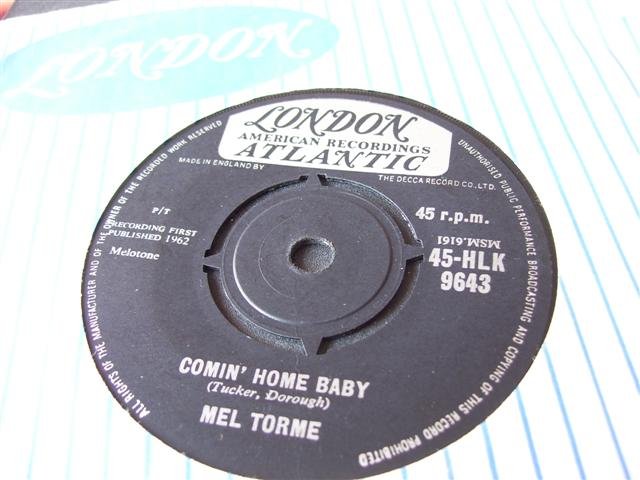 LONDON
LONDON
AMERICAN RECORDINGS
ATLANTIC
MADE IN ENGLAND BY
THE DECCA RECORD CO., LTD.
ALL RIGHTS OF THE MANUFACTURER AND OF THE OWNER OF THE RECORDED WORK RESERVED
UNAUTHORISED PUBLIC PERFORMANCE BROADCASTING AND COPYING OF THIS RECORD PROHIBITED
P/T
RECORDING FIRST
PUBLISHED 1962
Melotone
45 r.p.m.
MSM.6161
45-HLK
9643
COMIN' HOME BABY
(Tucker, Dorough)
MEL TORME